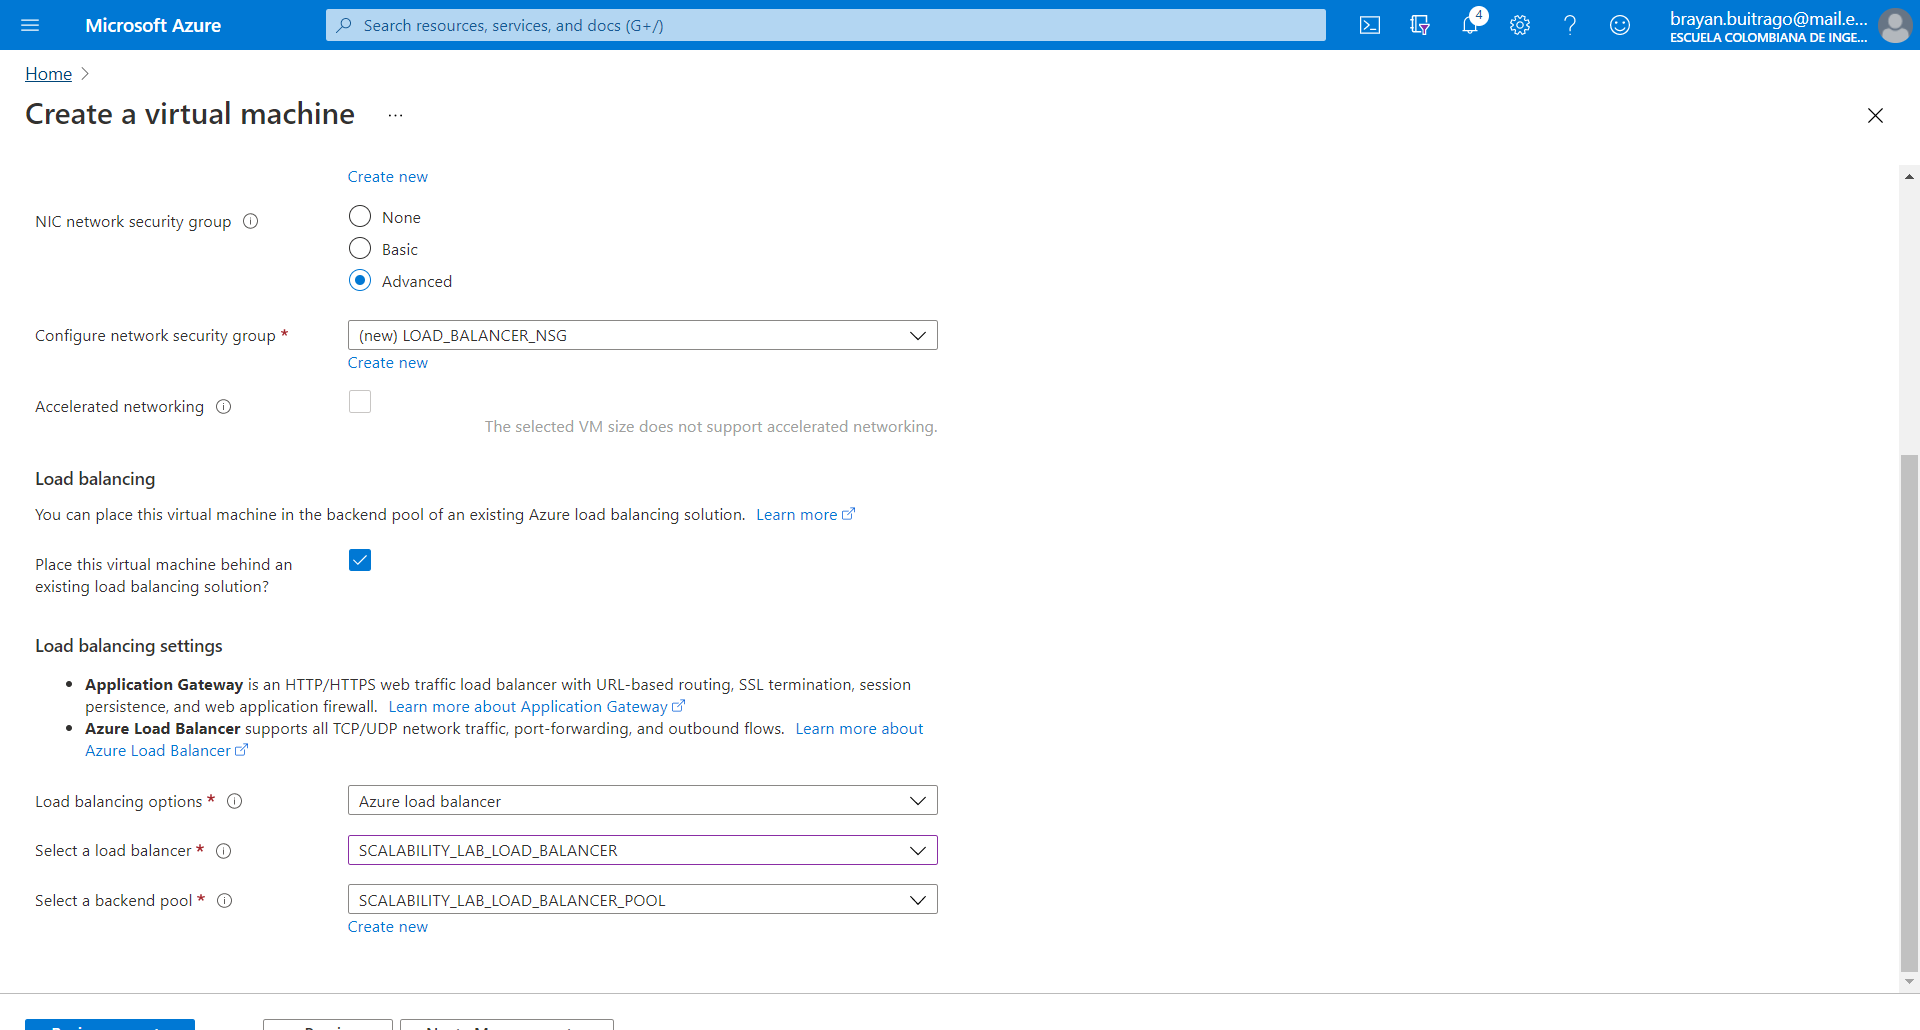 Microsoft Azure
Search resources, services, and docs (G+/)
4
brayan.buitrago@mail.e...
ESCUELA COLOMBIANA DE INGE...
Home
Create a virtual machine ...
Create new
NIC network security group
None
Basic
Advanced
Configure network security group *
(new) LOAD_BALANCER_NSG
Create new
Accelerated networking
The selected VM size does not support accelerated networking.
Load balancing
You can place this virtual machine in the backend pool of an existing Azure load balancing solution. Learn more
Place this virtual machine behind an
existing load balancing solution?
Load balancing settings
• Application Gateway is an HTTP/HTTPS web traffic load balancer with URL-based routing, SSL termination, session
persistence, and web application firewall. Learn more about Application Gateway
• Azure Load Balancer supports all TCP/UDP network traffic, port-forwarding, and outbound flows. Learn more about
Azure Load Balancer
Load balancing options *
Azure load balancer
Select a load balancer *
SCALABILITY_LAB_LOAD_BALANCER
Select a backend pool *
SCALABILITY_LAB_LOAD_BALANCER_POOL
Create new